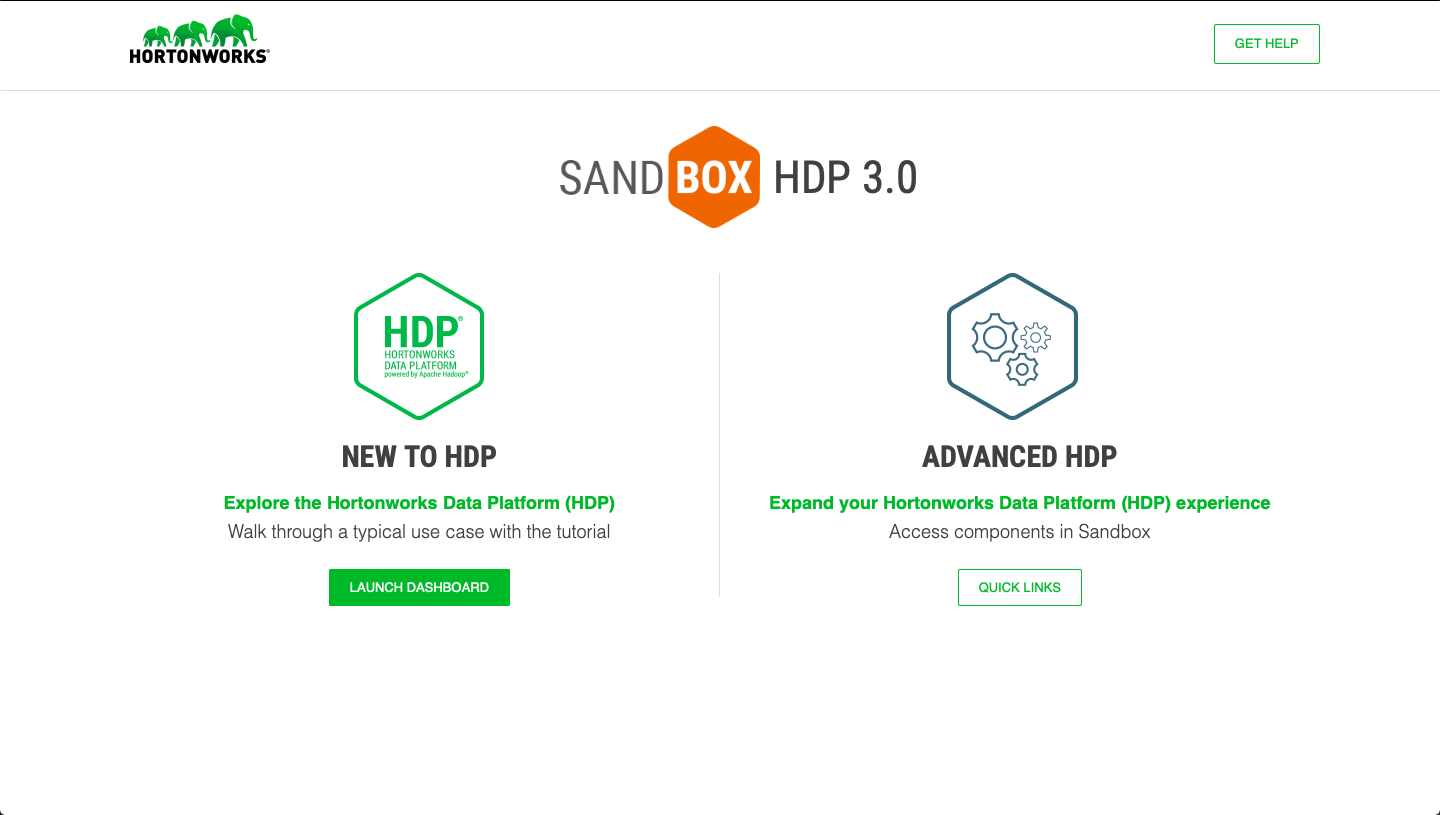 HORTONWORKS®
GET HELP
SANDBOX HDP 3.0
HDP®
HORTONWORKS
DATA PLATFORM
powered by Apache Hadoop®
NEW TO HDP
Explore the Hortonworks Data Platform (HDP)
Walk through a typical use case with the tutorial
LAUNCH DASHBOARD
ADVANCED HDP
Expand your Hortonworks Data Platform (HDP) experience
Access components in Sandbox
QUICK LINKS